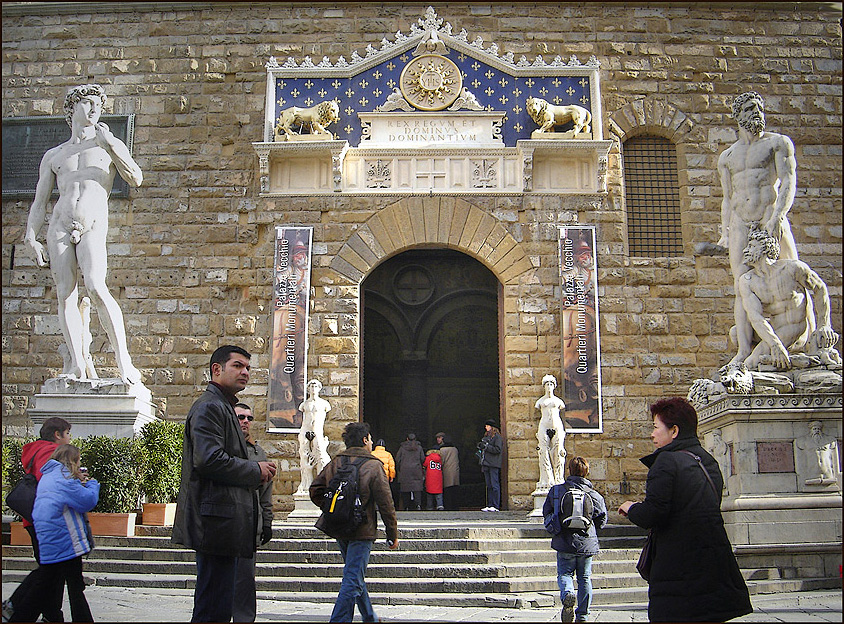 REX REGVM ET
DOMINVS
DOMINANTIVM
Palazzo Vecchio
Quartieri Monumentali
Palazzo Vecchio
Quartieri Monumentali